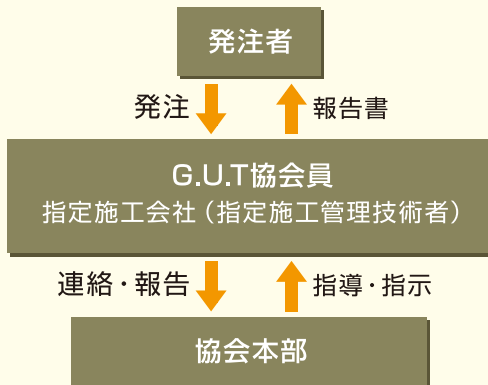 発注者
発注
報告書
G.U.T協会員
指定施工会社（指定施工管理技術者）
連絡・報告
指導・指示
協会本部